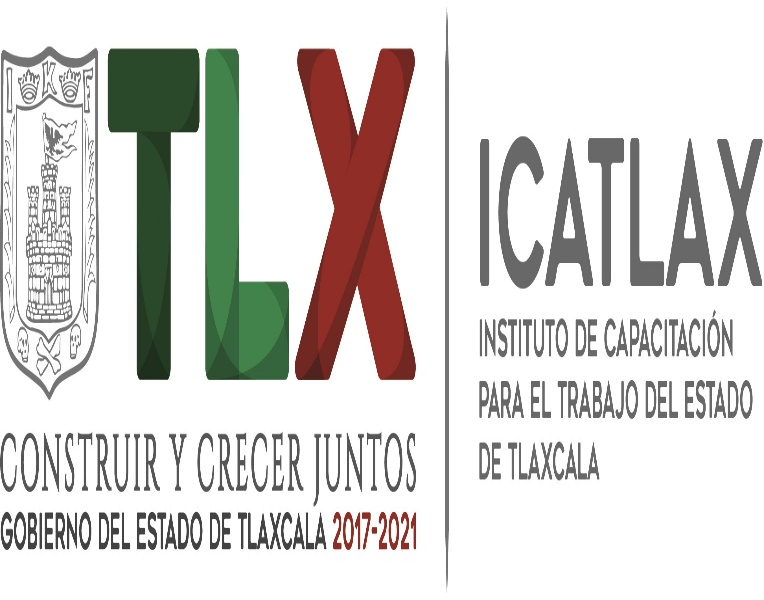 I K F
TLX
CONSTRUIR Y CRECER JUNTOS
GOBIERNO DEL ESTADO DE TLAXCALA 2017-2021
ICATLAX
INSTITUTO DE CAPACITACIÓN
PARA EL TRABAJO DEL ESTADO
DE TLAXCALA